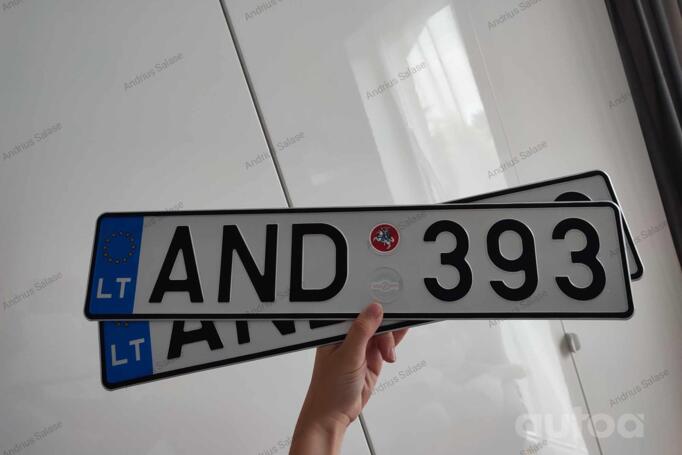 LT AND 393
LT A
Andrius Salase
autoa